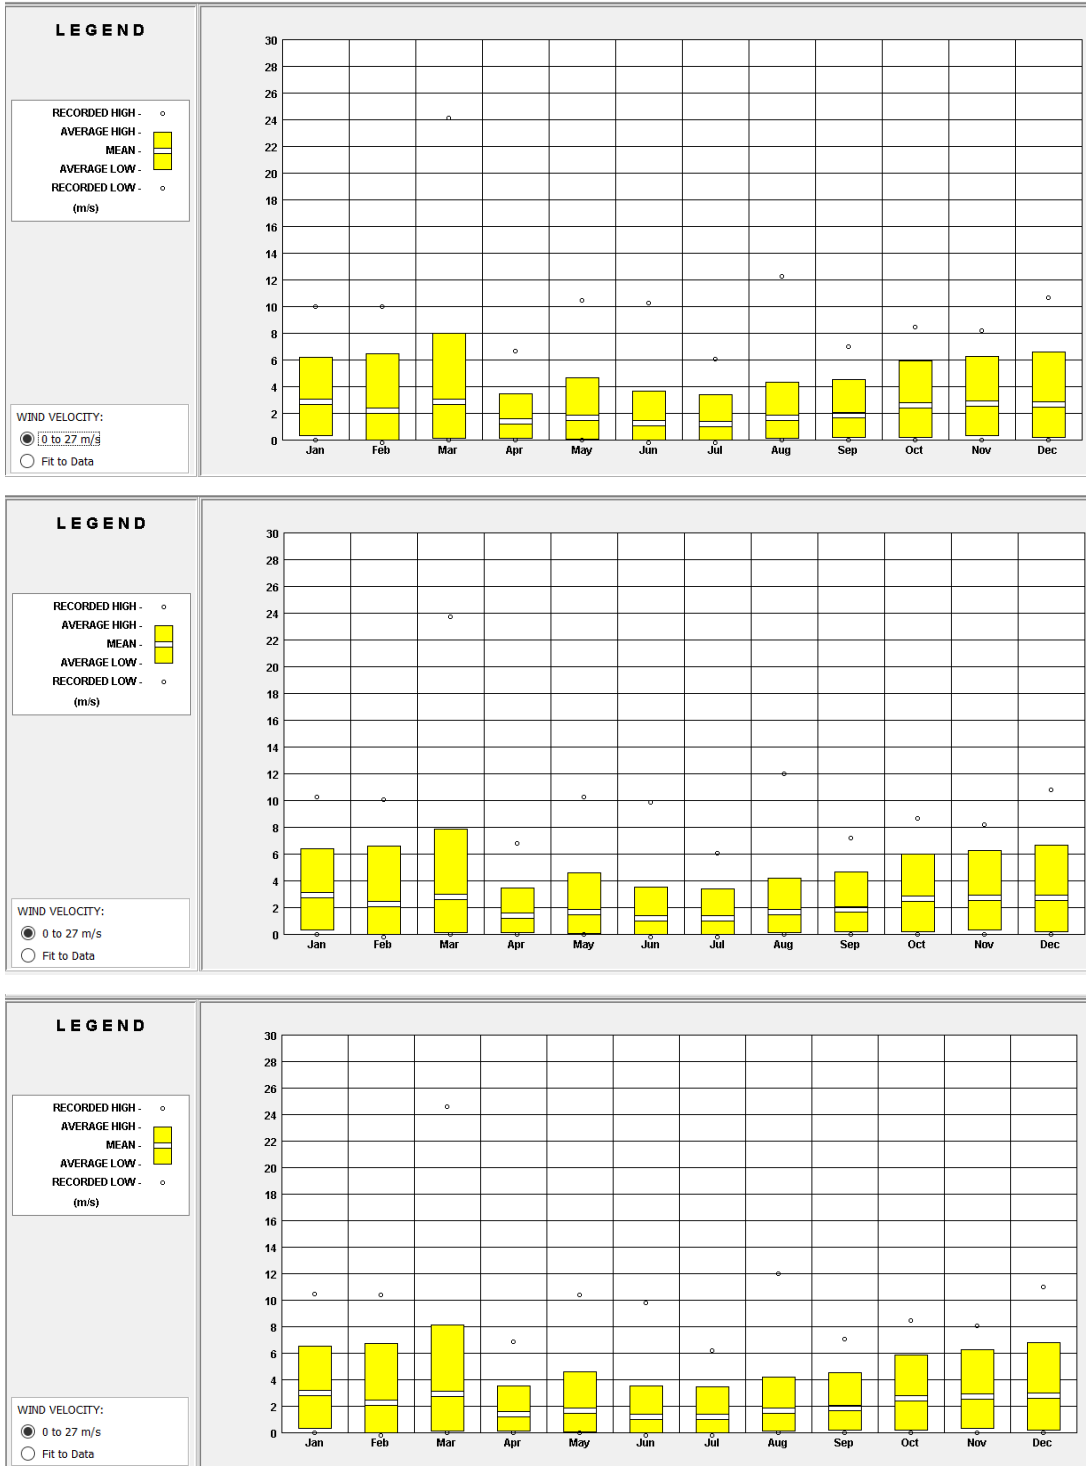 LEGEND
RECORDED HIGH -
AVERAGE HIGH -
MEAN -
AVERAGE LOW -
RECORDED LOW -
(m/s)
WIND VELOCITY:
0 to 27 m/s
Fit to Data
30
28
26
24
22
20
18
16
14
12
10
8
6
4
2
0
Jan Feb Mar Apr May Jun Jul Aug Sep Oct Nov Dec
LEGEND
RECORDED HIGH -
AVERAGE HIGH -
MEAN -
AVERAGE LOW -
RECORDED LOW -
(m/s)
WIND VELOCITY:
0 to 27 m/s
Fit to Data
30
28
26
24
22
20
18
16
14
12
10
8
6
4
2
0
Jan Feb Mar Apr May Jun Jul Aug Sep Oct Nov Dec
LEGEND
RECORDED HIGH -
AVERAGE HIGH -
MEAN -
AVERAGE LOW -
RECORDED LOW -
(m/s)
WIND VELOCITY:
0 to 27 m/s
Fit to Data
30
28
26
24
22
20
18
16
14
12
10
8
6
4
2
0
Jan Feb Mar Apr May Jun Jul Aug Sep Oct Nov Dec